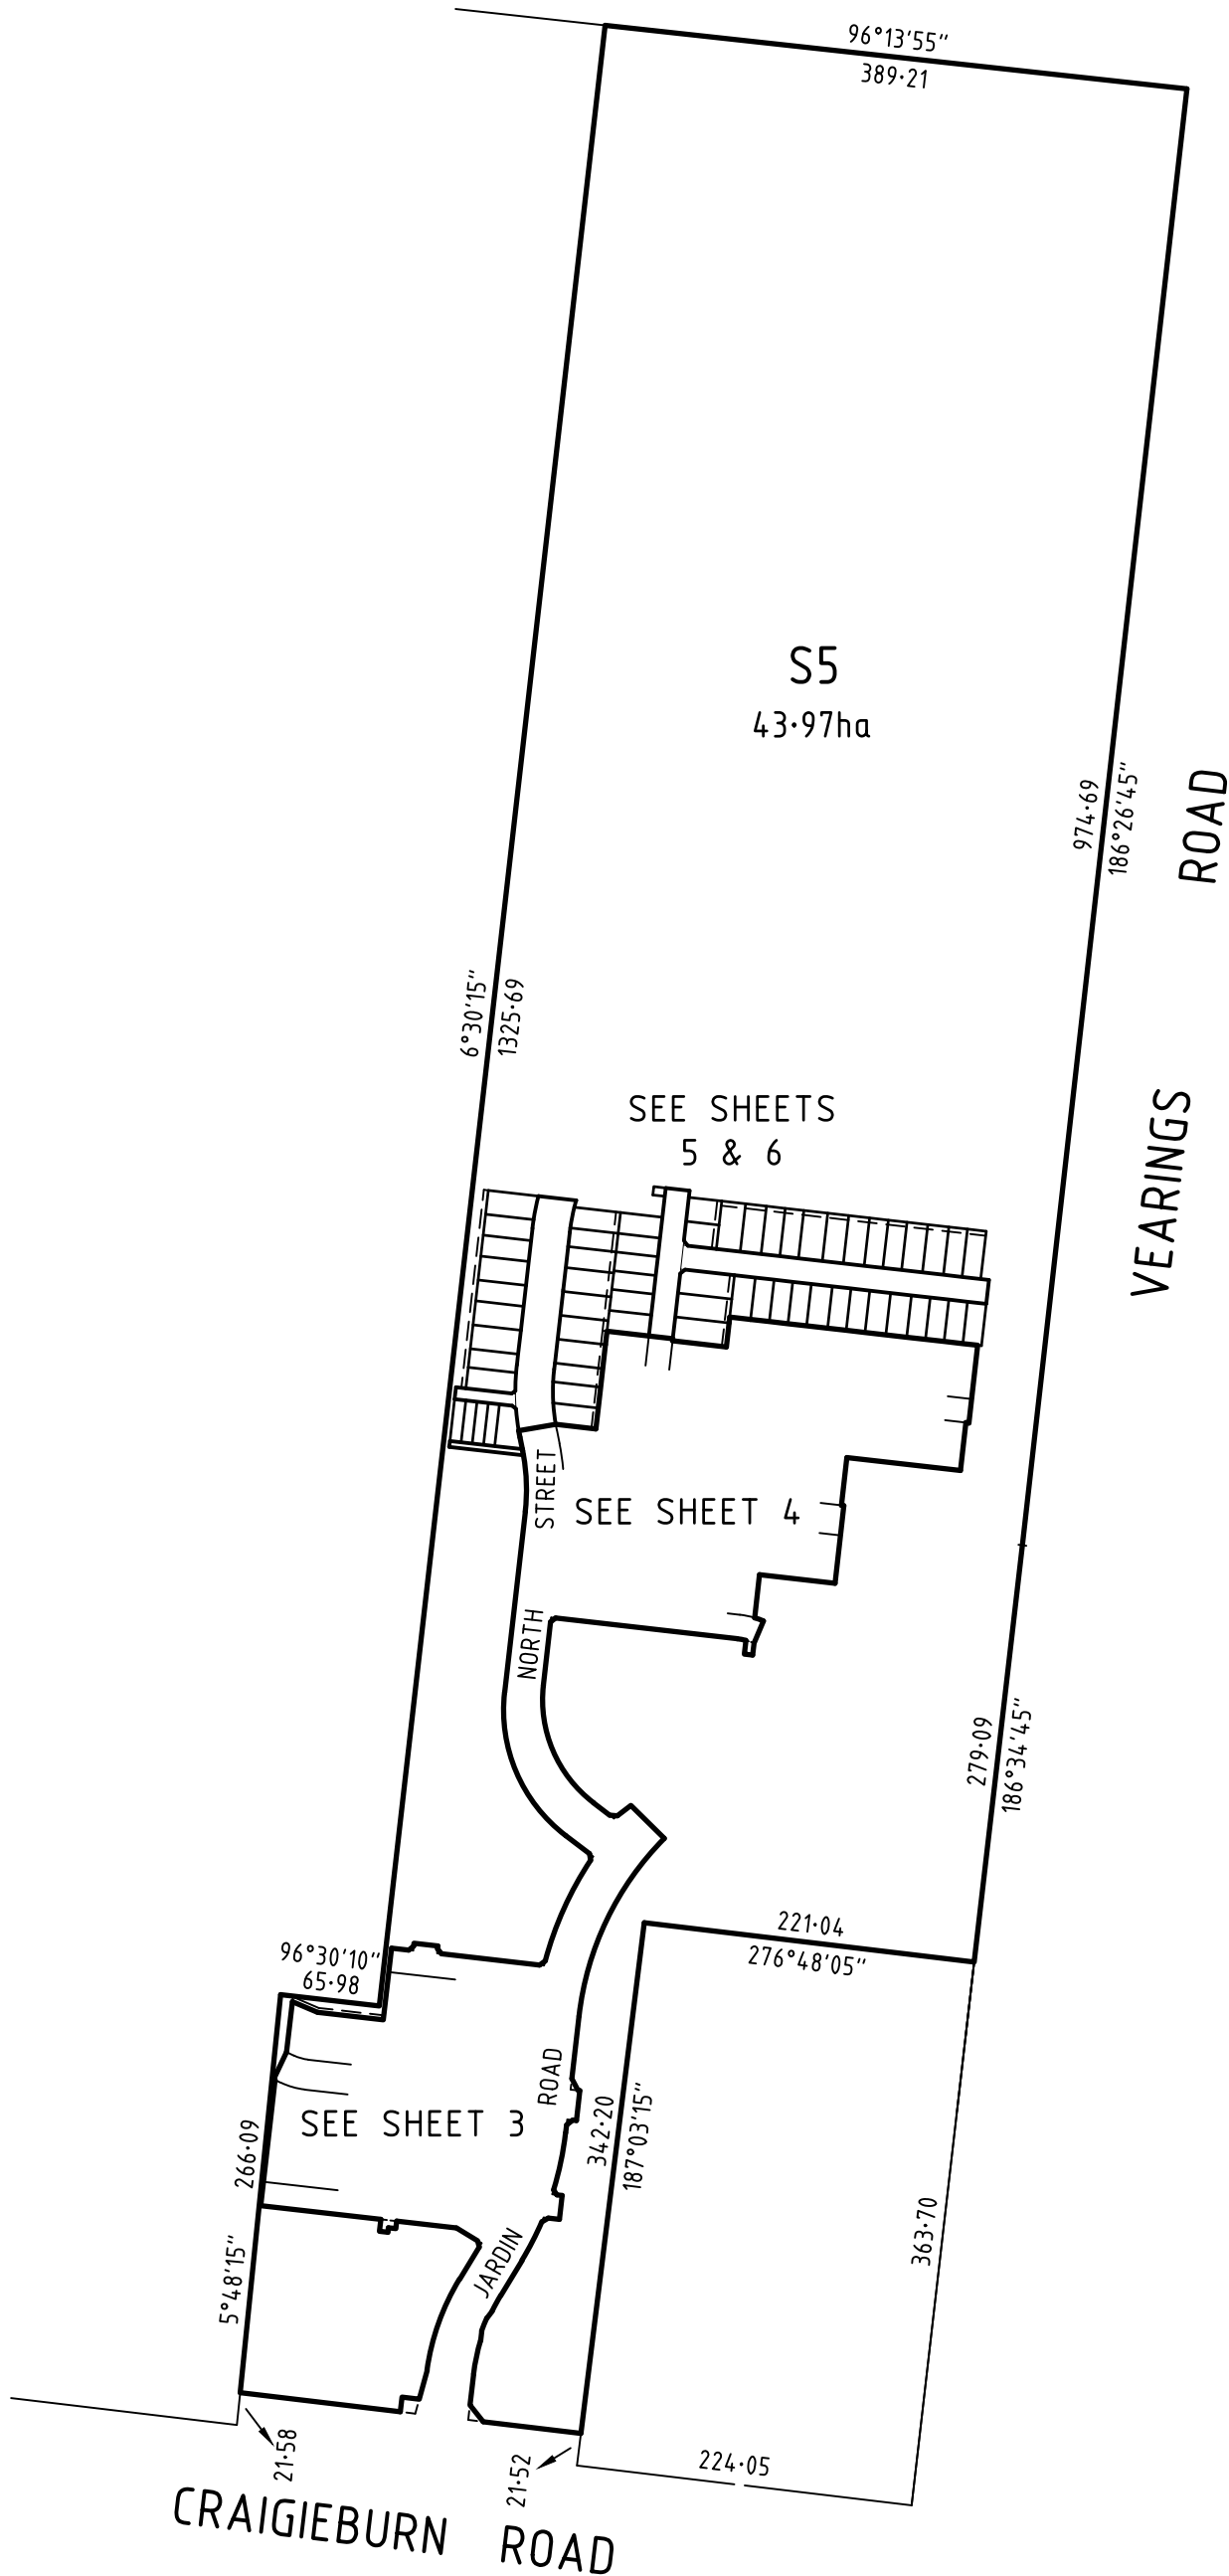 96°13'55"
389·21
S5
43·97ha
974·69
186°26'45"
VEARINGS ROAD
6°30'15"
1325·69
SEE SHEETS
5 & 6
SEE SHEET 4
NORTH STREET
279·09
186°34'45"
221·04
276°48'05"
96°30'10"
65·98
SEE SHEET 3
JARDIN ROAD
342·20
187°03'15"
266·09
5°48'15"
363·70
21·58
21·52
224·05
CRAIGIEBURN ROAD